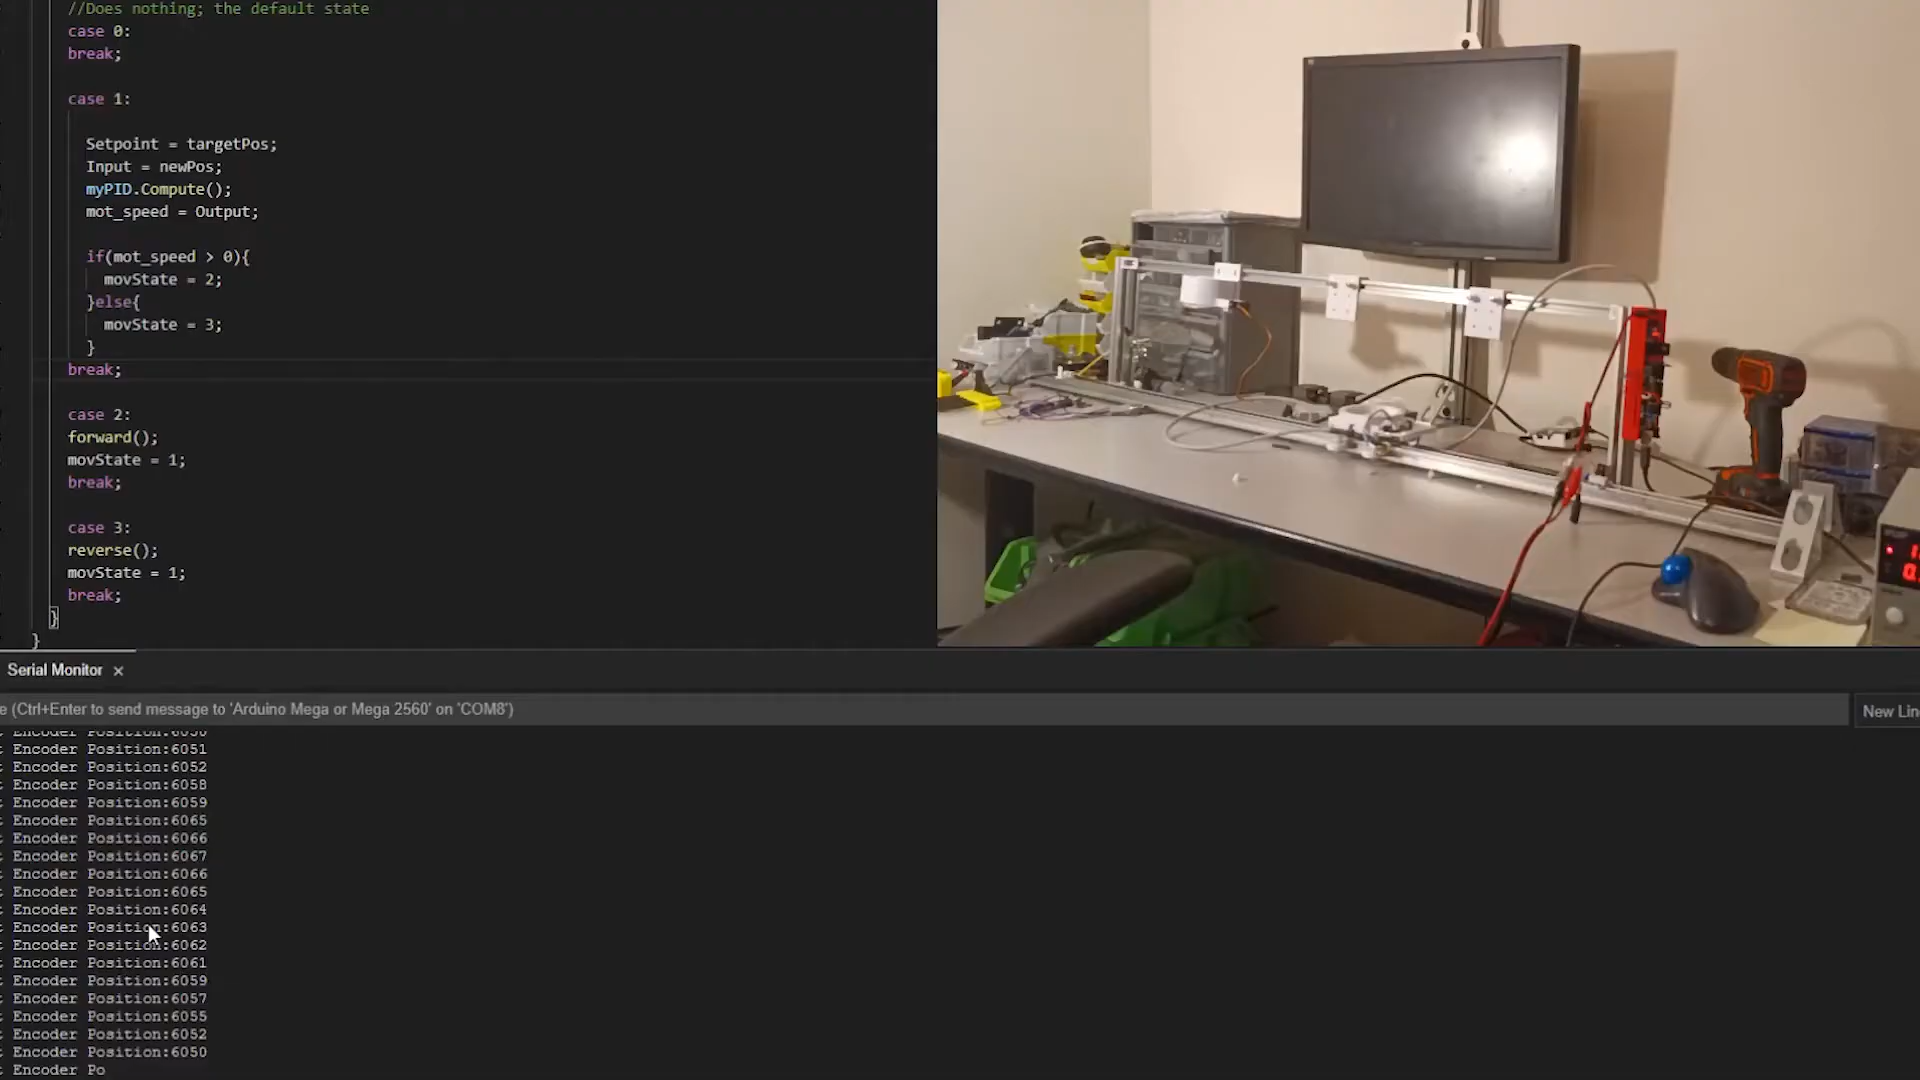 //Does nothing; the default state
case 0:
break;
case 1:
Setpoint = targetPos;
Input = newPos;
myPID.Compute();
mot_speed = Output;
if(mot_speed > 0){
movState = 2;
}else{
movState = 3;
}
break;
case 2:
forward();
movState = 1;
break;
case 3:
reverse();
movState = 1;
break;
}
}
Serial Monitor ×
e (Ctrl+Enter to send message to 'Arduino Mega or Mega 2560' on 'COM8')
New Lin
Encoder Position:6050
Encoder Position:6051
Encoder Position:6052
Encoder Position:6058
Encoder Position:6059
Encoder Position:6065
Encoder Position:6066
Encoder Position:6067
Encoder Position:6066
Encoder Position:6065
Encoder Position:6064
Encoder Position:6063
Encoder Position:6062
Encoder Position:6061
Encoder Position:6059
Encoder Position:6057
Encoder Position:6055
Encoder Position:6052
Encoder Position:6050
Encoder Po